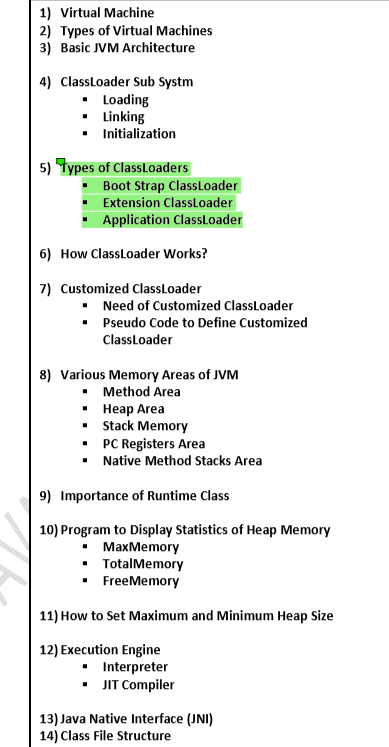 1) Virtual Machine
2) Types of Virtual Machines
3) Basic JVM Architecture
4) ClassLoader Sub Systm
▪ Loading
▪ Linking
▪ Initialization
5) Types of ClassLoaders
▪ Boot Strap ClassLoader
▪ Extension ClassLoader
▪ Application ClassLoader
6) How ClassLoader Works?
7) Customized ClassLoader
▪ Need of Customized ClassLoader
▪ Pseudo Code to Define Customized
ClassLoader
8) Various Memory Areas of JVM
▪ Method Area
▪ Heap Area
▪ Stack Memory
▪ PC Registers Area
▪ Native Method Stacks Area
9) Importance of Runtime Class
10) Program to Display Statistics of Heap Memory
▪ MaxMemory
▪ TotalMemory
▪ FreeMemory
11) How to Set Maximum and Minimum Heap Size
12) Execution Engine
▪ Interpreter
▪ JIT Compiler
13) Java Native Interface (JNI)
14) Class File Structure